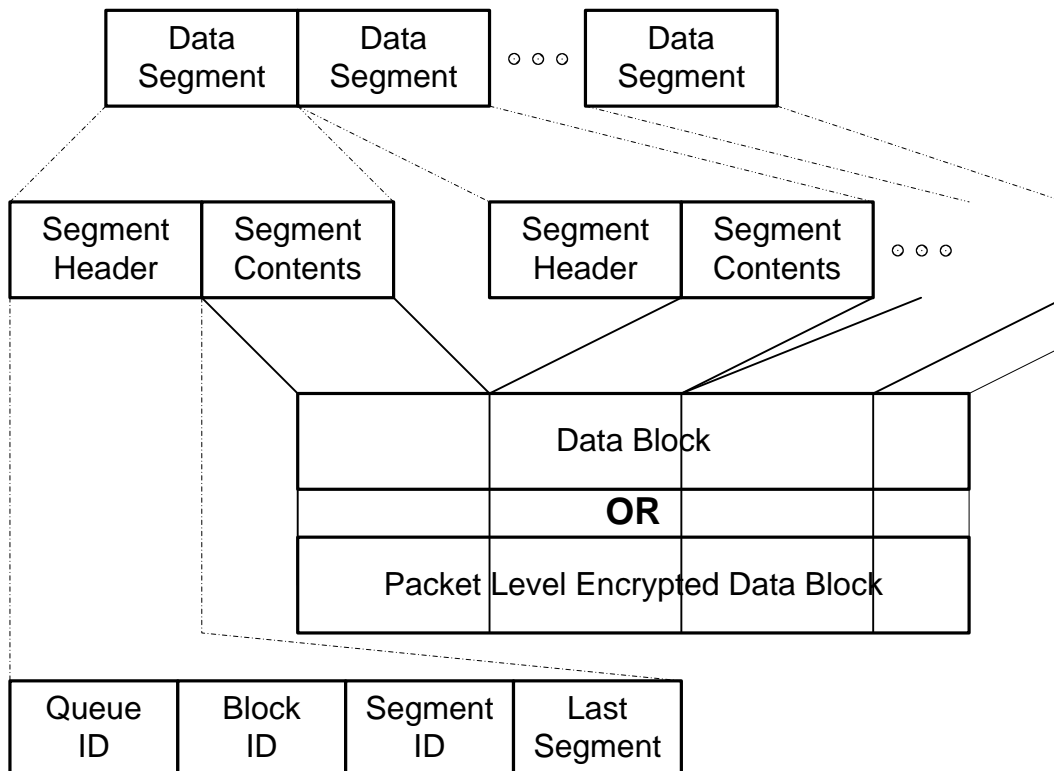 Data
Segment
Data
Segment
Data
Segment
Segment
Header
Segment
Contents
Segment
Header
Segment
Contents
Data Block
OR
Packet Level Encrypted Data Block
Queue
ID
Block
ID
Segment
ID
Last
Segment